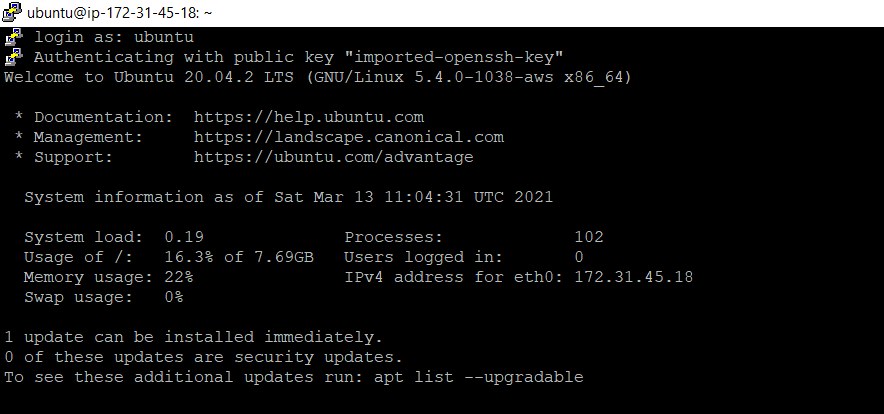 ubuntu@ip-172-31-45-18: ~
login as: ubuntu
Authenticating with public key "imported-openssh-key"
Welcome to Ubuntu 20.04.2 LTS (GNU/Linux 5.4.0-1038-aws x86_64)
* Documentation:  https://help.ubuntu.com
* Management:     https://landscape.canonical.com
* Support:        https://ubuntu.com/advantage
System information as of Sat Mar 13 11:04:31 UTC 2021
System load:  0.19              Processes:             102
Usage of /:   16.3% of 7.69GB   Users logged in:       0
Memory usage: 22%               IPv4 address for eth0: 172.31.45.18
Swap usage:   0%
1 update can be installed immediately.
0 of these updates are security updates.
To see these additional updates run: apt list --upgradable